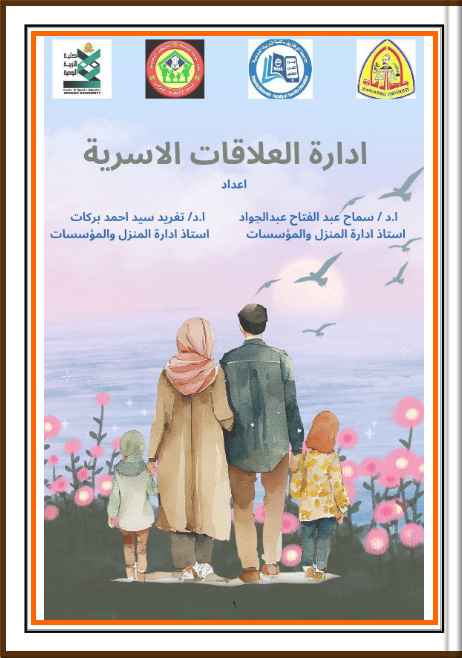 ادارة العلاقات الاسرية
اعداد
ا.د / سماح عبد الفتاح عبدالجواد
استاذ ادارة المنزل والمؤسسات
ا.د/ تغريد سيد احمد بركات
استاذ ادارة المنزل والمؤسسات
١